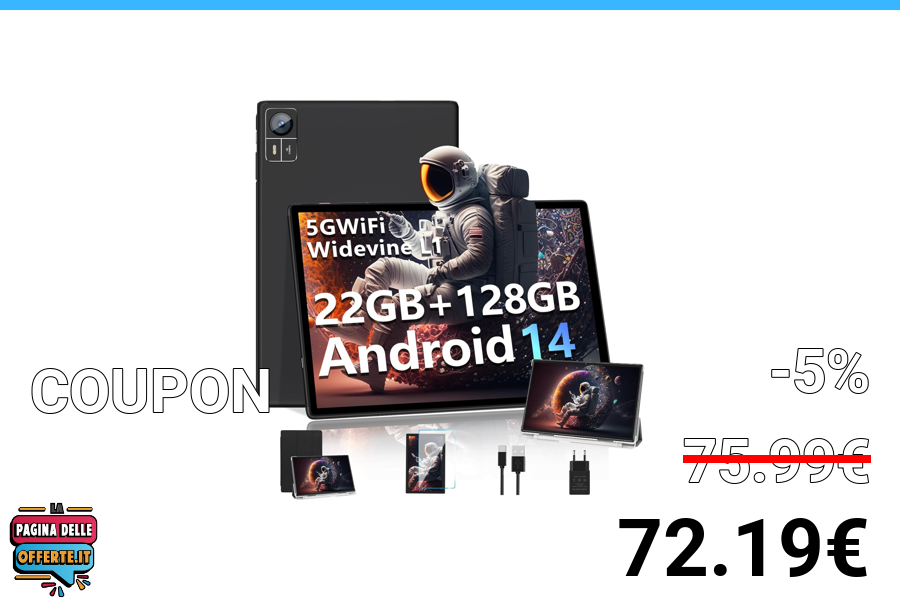 5GWiFi
Widevine L1
22GB+128GB
Android 14
COUPON
-5%
75.99€
72.19€
LA
PAGINA DELLE
OFFERTE.IT